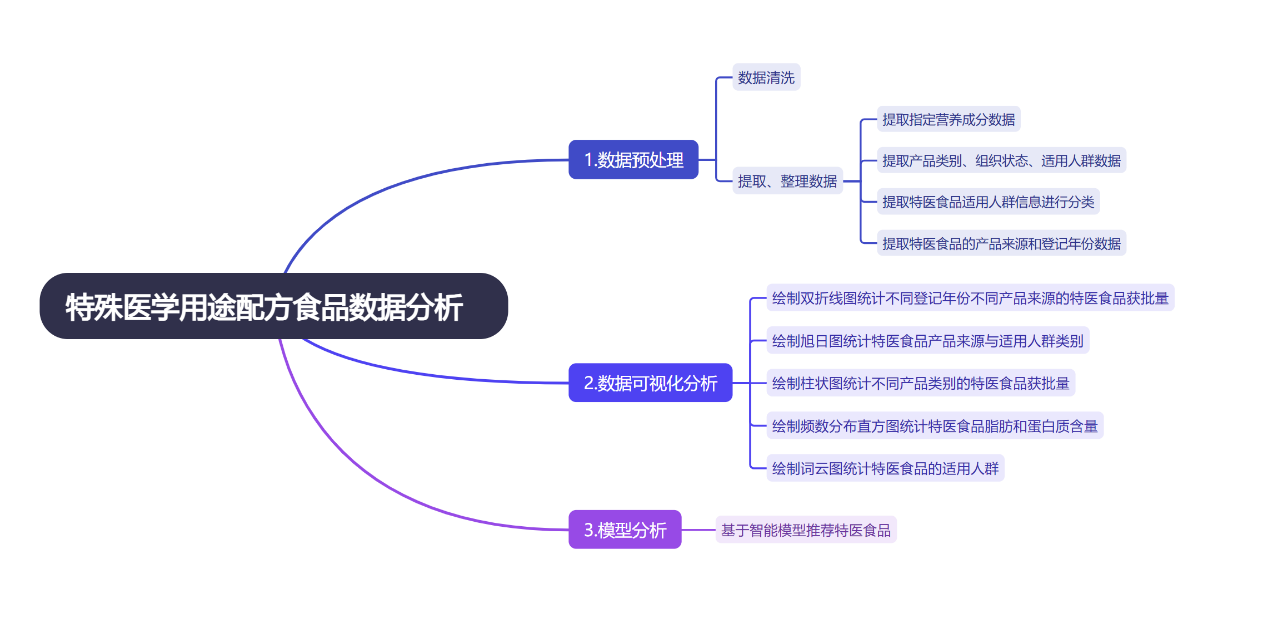 特殊医学用途配方食品数据分析
1.数据预处理
数据清洗
提取、整理数据
提取指定营养成分数据
提取产品类别、组织状态、适用人群数据
提取特医食品适用人群信息进行分类
提取特医食品的产品来源和登记年份数据
2.数据可视化分析
绘制双折线图统计不同登记年份不同产品来源的特医食品获批量
绘制旭日图统计特医食品产品来源与适用人群类别
绘制柱状图统计不同产品类别的特医食品获批量
绘制频数分布直方图统计特医食品脂肪和蛋白质含量
绘制词云图统计特医食品的适用人群
3.模型分析
基于智能模型推荐特医食品